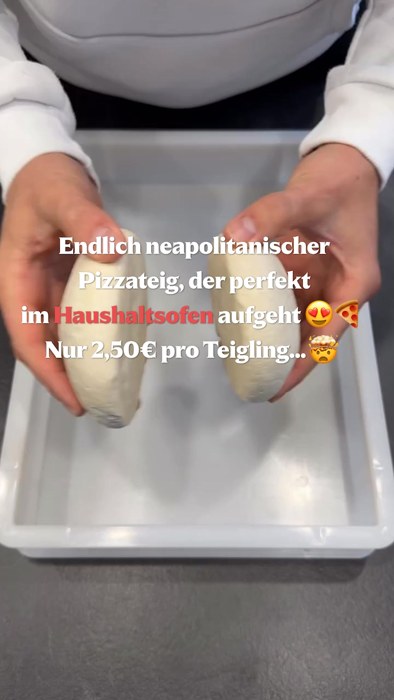 Endlich neapolitanischer
Pizzateig, der perfekt
im Haushaltsofen aufgeht 😍🍕
Nur 2,50€ pro Teigling... 🤯